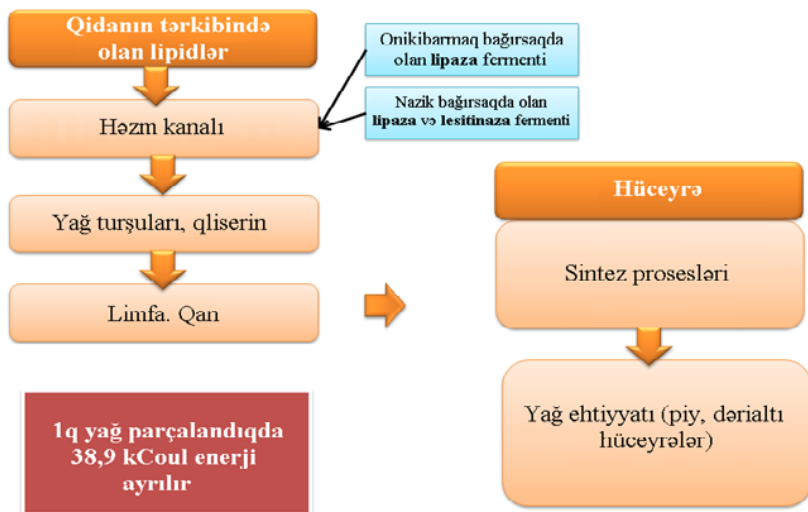 Qidanın tərkibində
olan lipidlər
Onikibarmaq bağırsaqda
olan lipaza fermenti
Həzm kanalı
Nazik bağırsaqda olan
lipaza və lesitinaza fermenti
Yağ turşuları, qliserin
Limfa. Qan
1q yağ parçalandıqda
38,9 kCoul enerji
ayrılır
Hüceyrə
Sintez prosesləri
Yağ ehtiyyatı (piy, dərialtı
hüceyrələr)